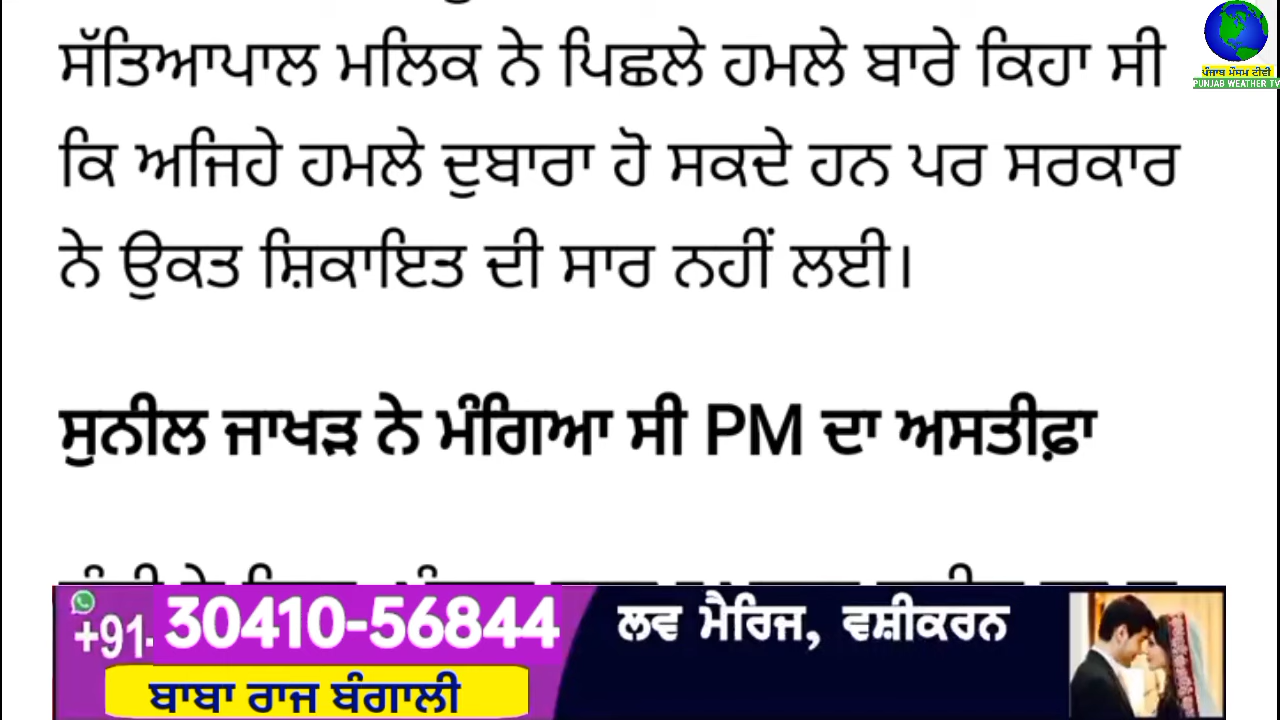 ਸੱਤਿਆਪਾਲ ਮਲਿਕ ਨੇ ਪਿਛਲੇ ਹਮਲੇ ਬਾਰੇ ਕਿਹਾ ਸੀ
ਕਿ ਅਜਿਹੇ ਹਮਲੇ ਦੁਬਾਰਾ ਹੋ ਸਕਦੇ ਹਨ ਪਰ ਸਰਕਾਰ
ਨੇ ਉਕਤ ਸ਼ਿਕਾਇਤ ਦੀ ਸਾਰ ਨਹੀਂ ਲਈ।
ਸੁਨੀਲ ਜਾਖੜ ਨੇ ਮੰਗਿਆ ਸੀ PM ਦਾ ਅਸਤੀਫ਼ਾ
+91. 30410-56844
ਬਾਬਾ ਰਾਜ ਬੰਗਾਲੀ
ਲਵ ਮੈਰਿਜ, ਵਸ਼ੀਕਰਨ
ਪੰਜਾਬ ਮੌਸਮ ਟੀਵੀ
PUNJAB WEATHER TV